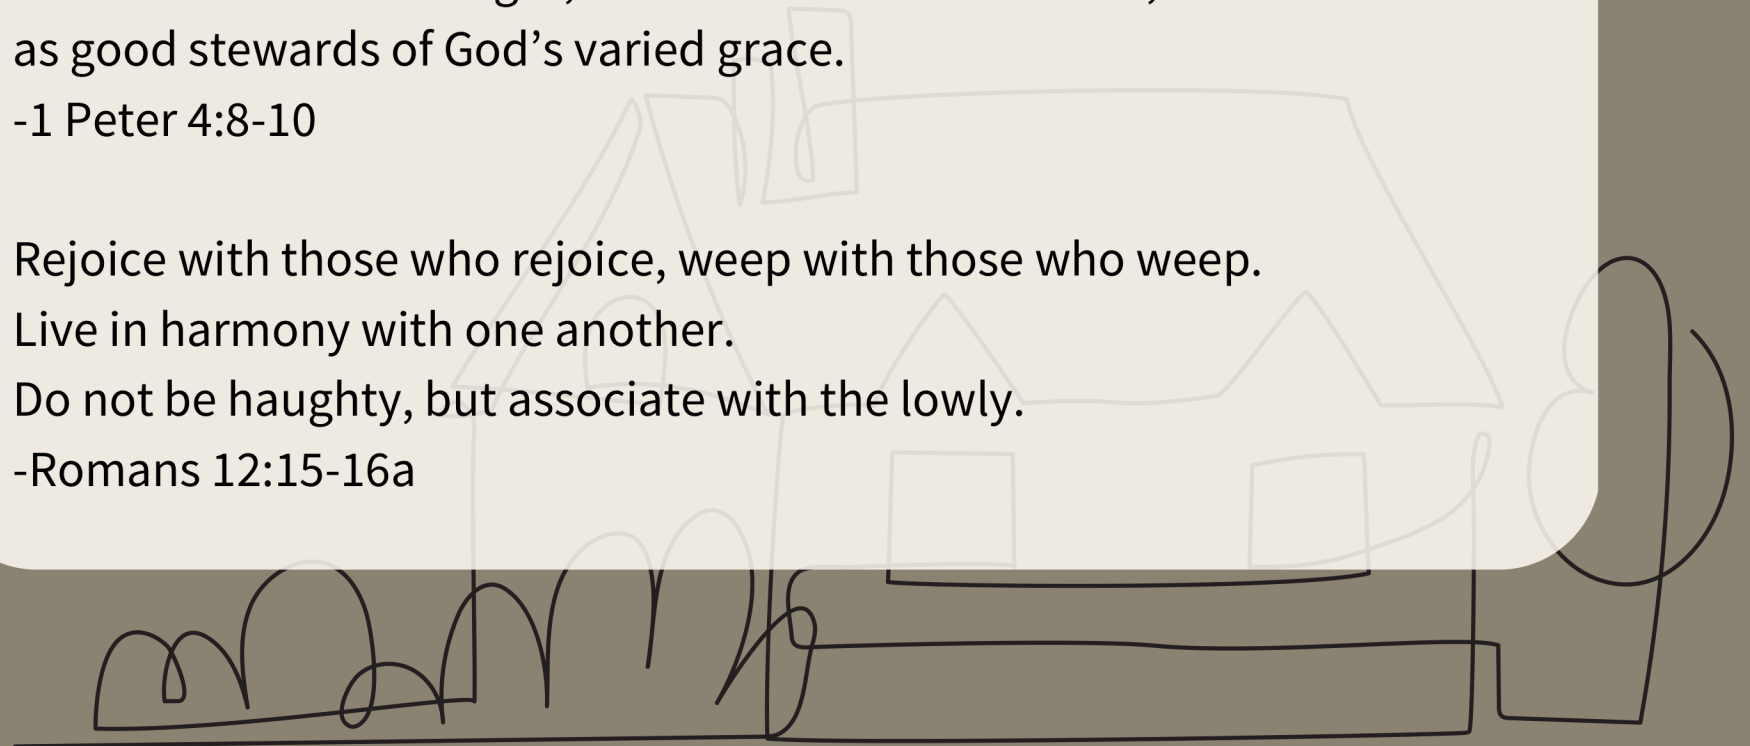 as good stewards of God’s varied grace.
-1 Peter 4:8-10
Rejoice with those who rejoice, weep with those who weep.
Live in harmony with one another.
Do not be haughty, but associate with the lowly.
-Romans 12:15-16a